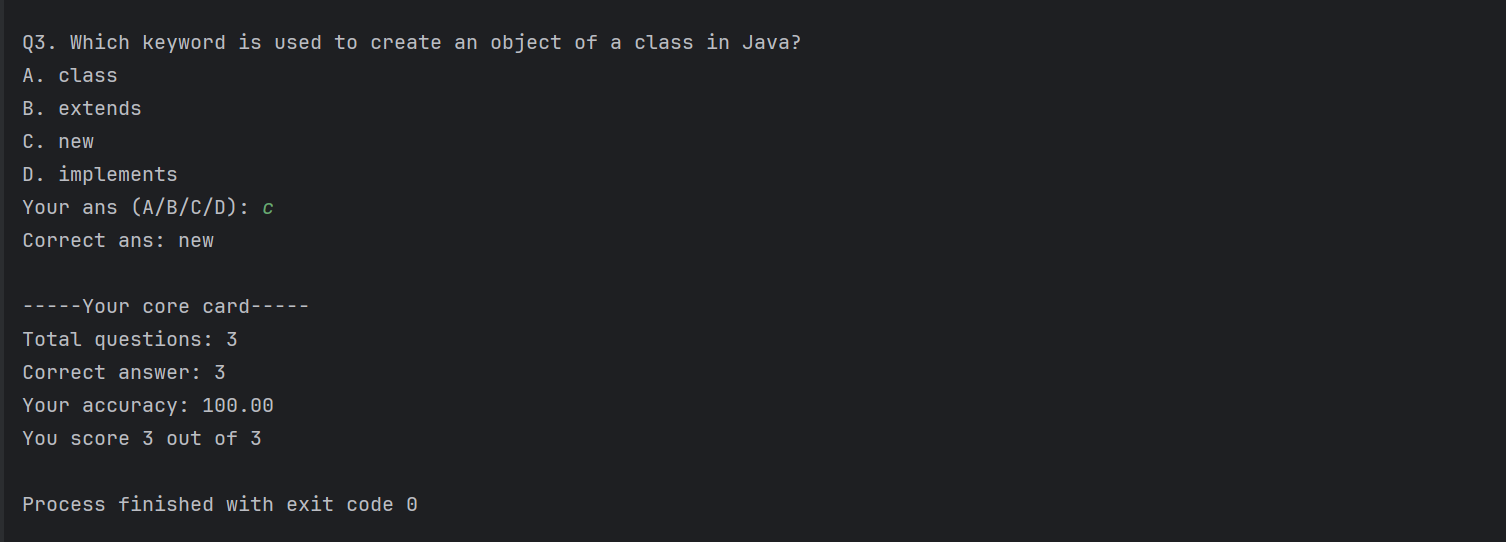 Q3. Which keyword is used to create an object of a class in Java?
A. class
B. extends
C. new
D. implements
Your ans (A/B/C/D): c
Correct ans: new
-----Your core card-----
Total questions: 3
Correct answer: 3
Your accuracy: 100.00
You score 3 out of 3
Process finished with exit code 0